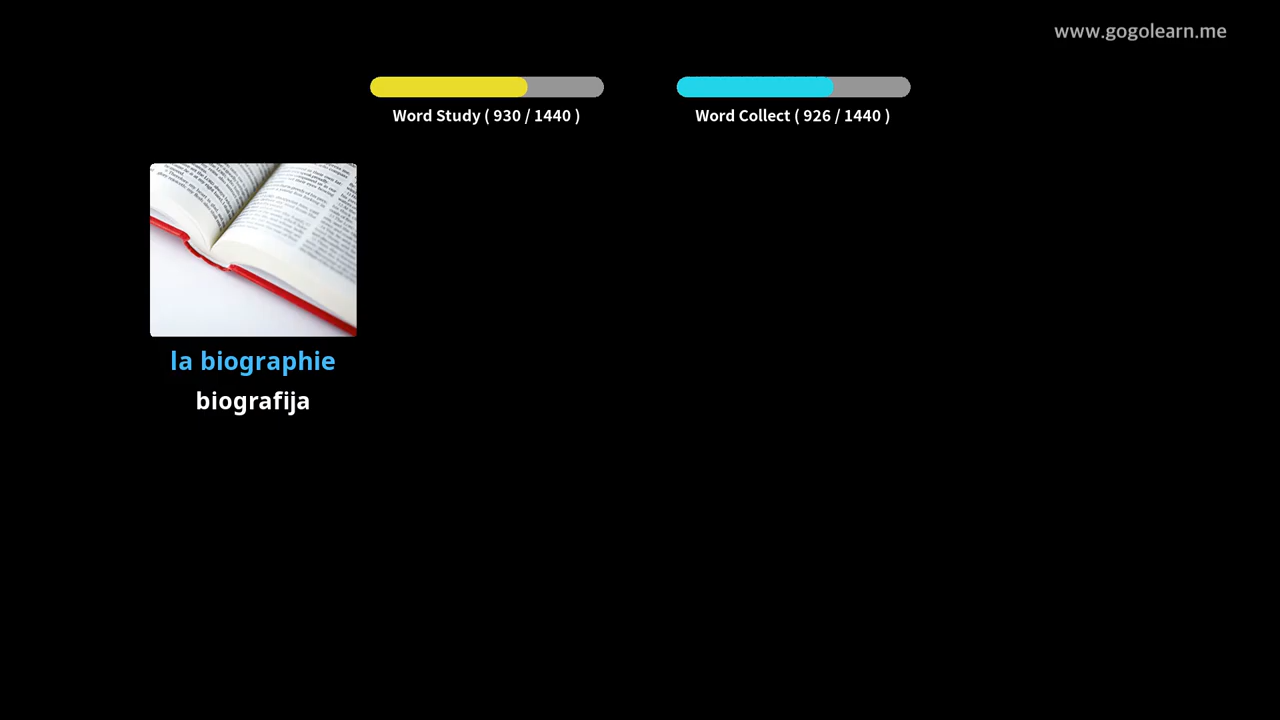 www.gogolearn.me
Word Study ( 930 / 1440 )
Word Collect ( 926 / 1440 )
la biographie
biografija